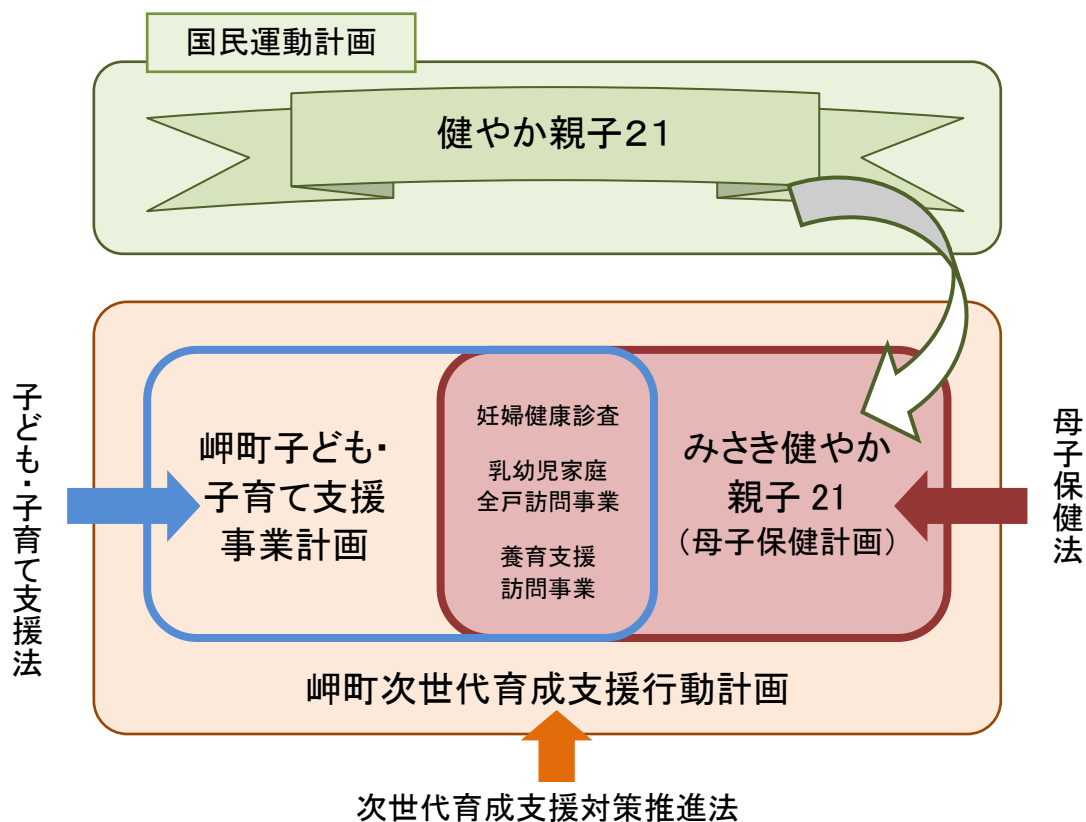 国民運動計画
健やか親子２１
子ども・子育て支援法
岬町子ども・
子育て支援
事業計画
妊婦健康診査
乳幼児家庭
全戸訪問事業
養育支援
訪問事業
みさき健やか
親子 21
（母子保健計画）
母子保健法
岬町次世代育成支援行動計画
次世代育成支援対策推進法